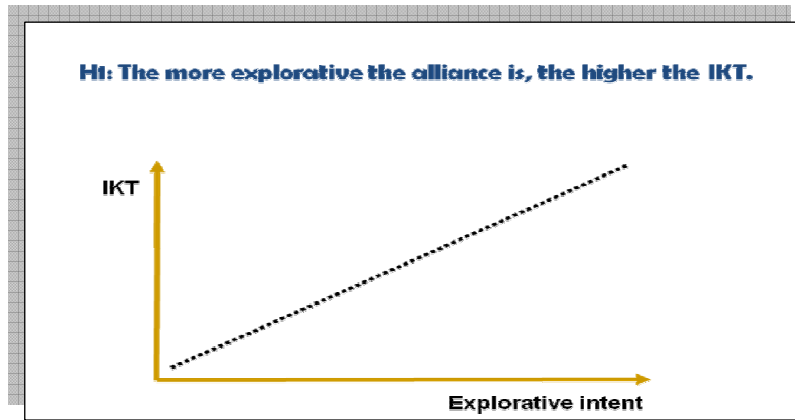 H1: The more explorative the alliance is, the higher the IKT.
IKT
Explorative intent